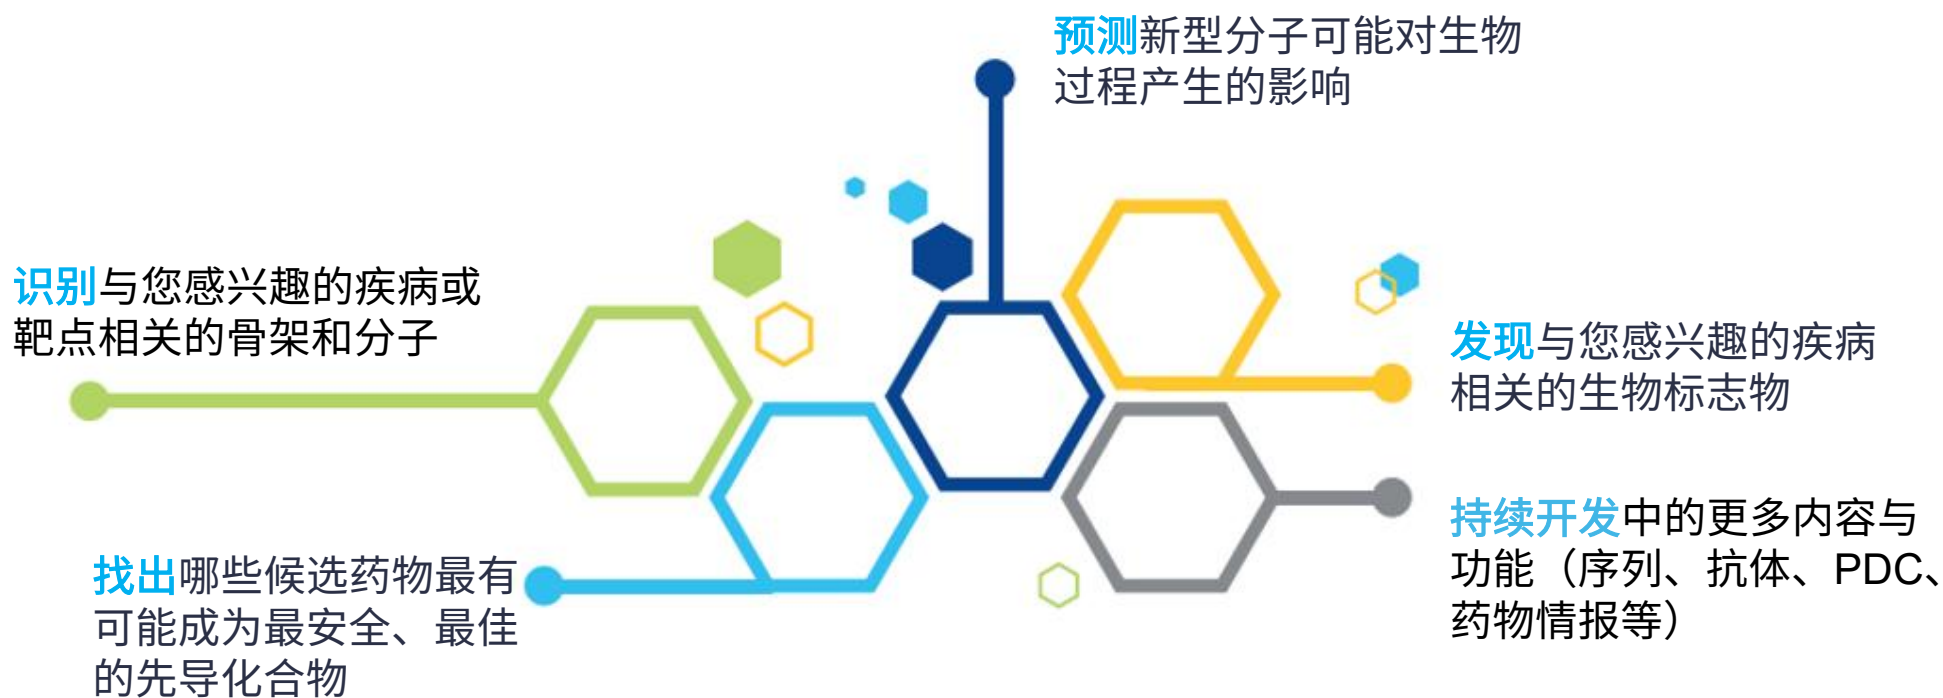 预测新型分子可能对生物
过程产生的影响
识别与您感兴趣的疾病或
靶点相关的骨架和分子
发现与您感兴趣的疾病
相关的生物标志物
持续开发中的更多内容与
功能（序列、抗体、PDC、
药物情报等）
找出哪些候选药物最有
可能成为最安全、最佳
的先导化合物